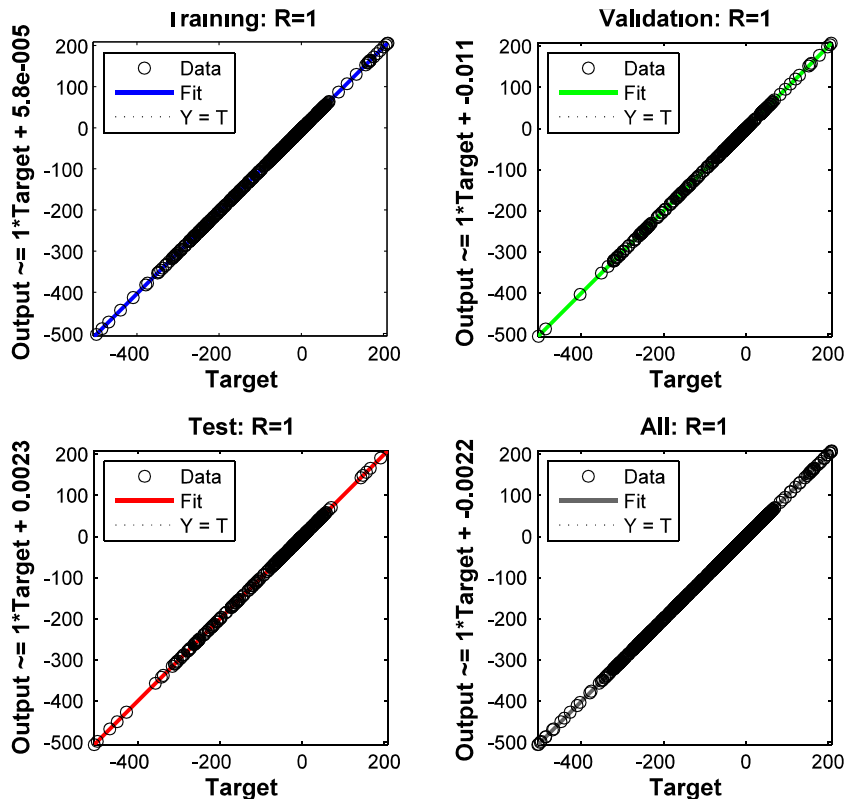 Training: R=1
Output ~= 1*Target + 5.8e-005
200
100
0
-100
-200
-300
-400
-500
Data
Fit
Y = T
-400
-200
0
200
Target
Validation: R=1
Output ~= 1*Target + -0.011
200
100
0
-100
-200
-300
-400
-500
Data
Fit
Y = T
-400
-200
0
200
Target
Test: R=1
Output ~= 1*Target + 0.0023
200
100
0
-100
-200
-300
-400
-500
Data
Fit
Y = T
-400
-200
0
200
Target
All: R=1
Output ~= 1*Target + -0.0022
200
100
0
-100
-200
-300
-400
-500
Data
Fit
Y = T
-400
-200
0
200
Target